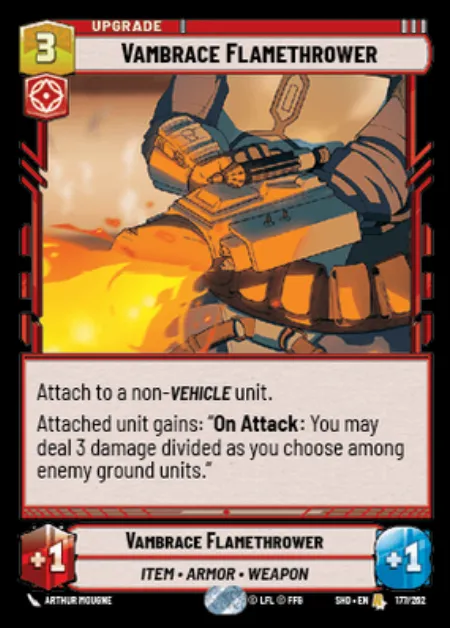 UPGRADE
3
VAMBRACE FLAMETHROWER
Attach to a non-VEHICLE unit.
Attached unit gains: “On Attack: You may
deal 3 damage divided as you choose among
enemy ground units.”
+1
VAMBRACE FLAMETHROWER
ITEM • ARMOR • WEAPON
+1
ARTHUR MOUGNE
© LFL © FFG
SHD • EN
177/262